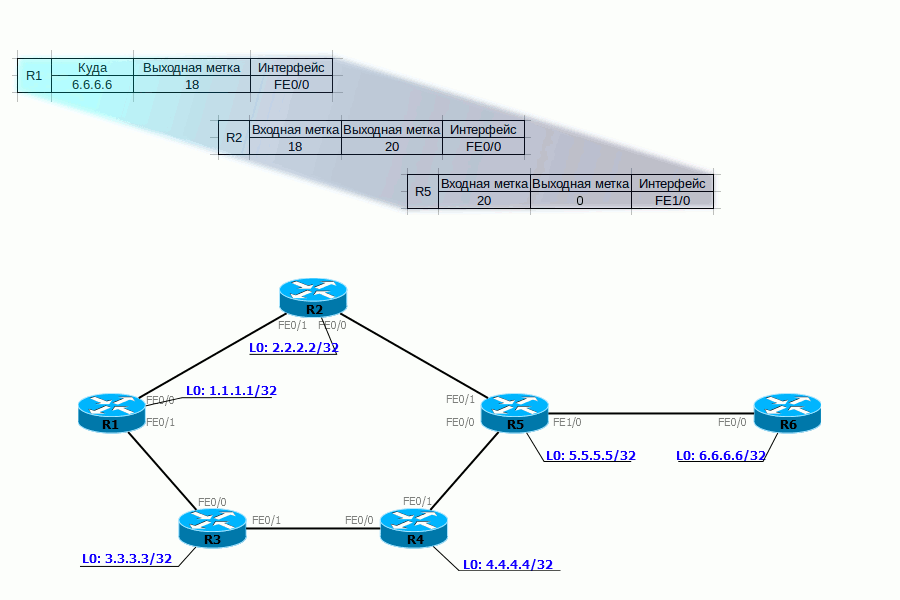 R1 Куда Выходная метка Интерфейс
6.6.6.6 18 FE0/0
R2 Входная метка Выходная метка Интерфейс
18 20 FE0/0
R5 Входная метка Выходная метка Интерфейс
20 0 FE1/0
R2
FE0/1 FE0/0
L0: 2.2.2.2/32
L0: 1.1.1.1/32
FE0/0
R1
FE0/1
FE0/1
FE0/0
R5
FE1/0
L0: 5.5.5.5/32
FE0/0
R6
L0: 6.6.6.6/32
FE0/0
R3
FE0/1
L0: 3.3.3.3/32
FE0/1
FE0/0
R4
L0: 4.4.4.4/32